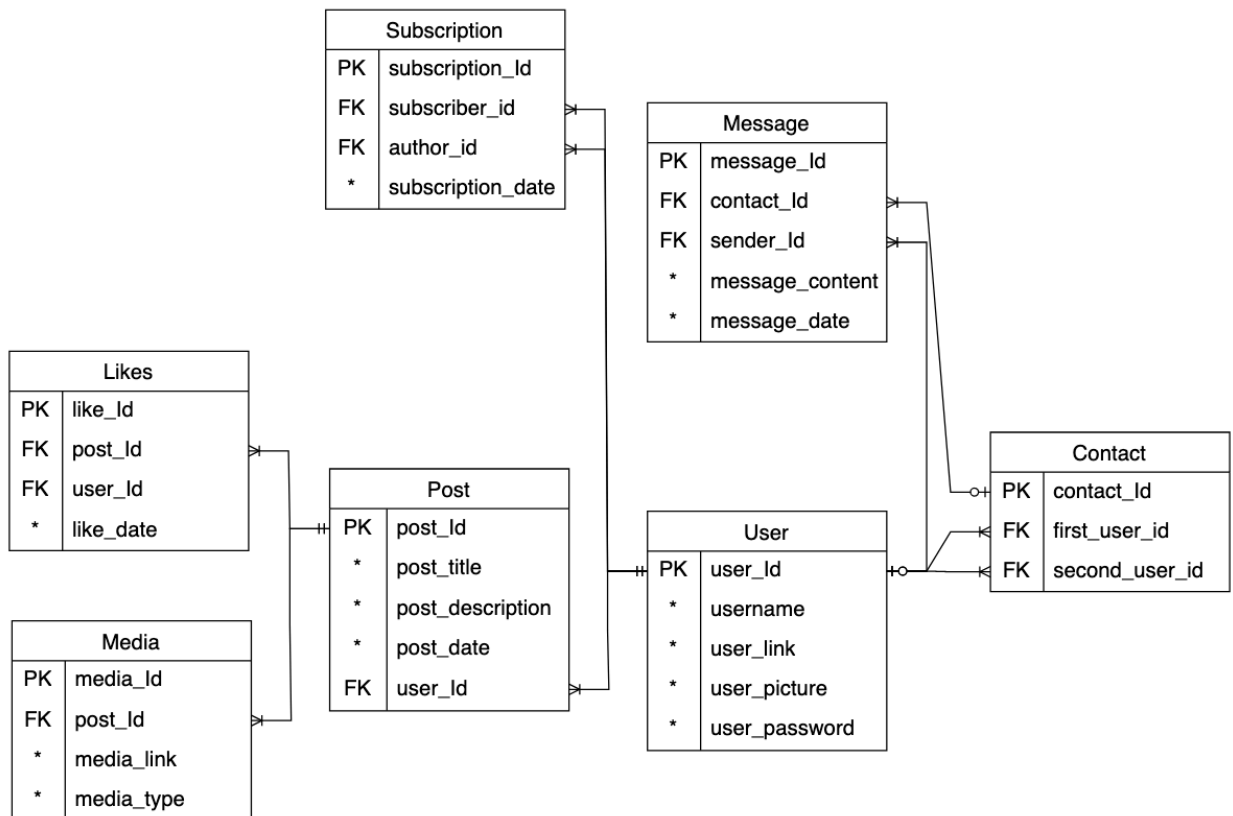 Subscription
PK subscription_Id
FK subscriber_id
FK author_id
* subscription_date
Message
PK message_Id
FK contact_Id
FK sender_Id
* message_content
* message_date
Likes
PK like_Id
FK post_Id
FK user_Id
* like_date
Post
PK post_Id
* post_title
* post_description
* post_date
FK user_Id
Contact
PK contact_Id
FK first_user_id
FK second_user_id
User
PK user_Id
* username
* user_link
* user_picture
* user_password
Media
PK media_Id
FK post_Id
* media_link
* media_type